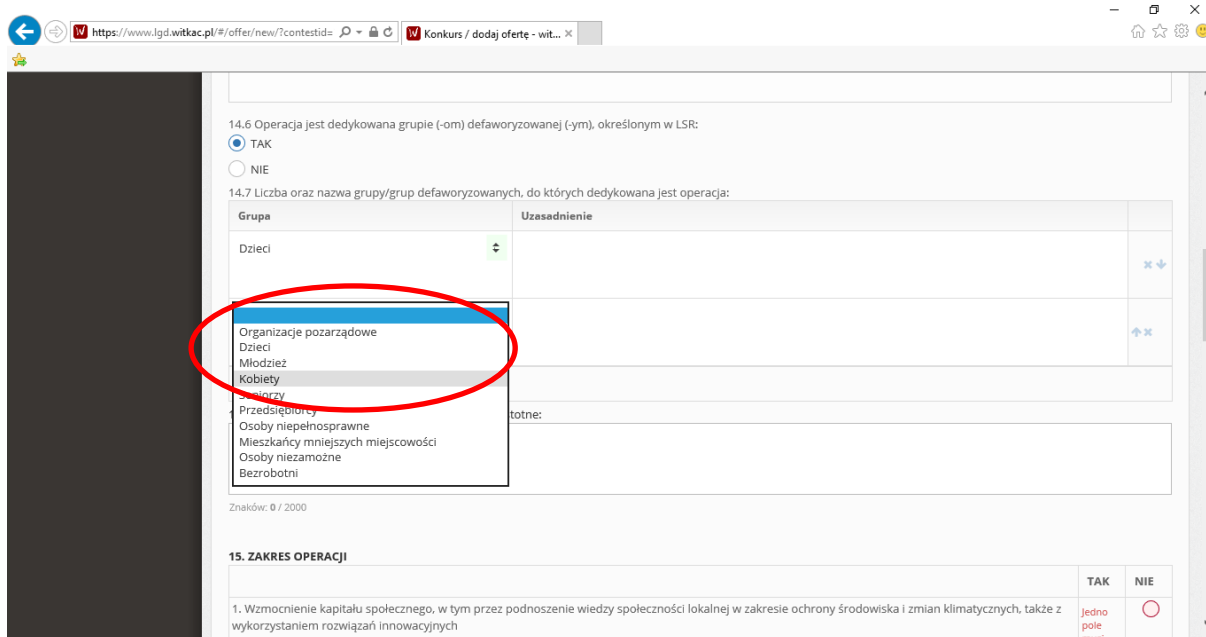 https://www.lgd.witkac.pl/#/offer/new/?contestid=
Konkurs / dodaj ofertę - wit...
14.6 Operacja jest dedykowana grupie (-om) defaworyzowanej (-ym), określonym w LSR:
TAK
NIE
14.7 Liczba oraz nazwa grupy/grup defaworyzowanych, do których dedykowana jest operacja:
Grupa Uzasadnienie
Dzieci
Organizacje pozarządowe
Dzieci
Młodzież
Kobiety
Seniorzy
Przedsiębiorcy
totne:
Osoby niepełnosprawne
Mieszkańcy mniejszych miejscowości
Osoby niezamożne
Bezrobotni
Znaków: 0 / 2000
15. ZAKRES OPERACJI
TAK NIE
1. Wzmocnienie kapitału społecznego, w tym przez podnoszenie wiedzy społeczności lokalnej w zakresie ochrony środowiska i zmian klimatycznych, także z
wykorzystaniem rozwiązań innowacyjnych
Jedno
pole